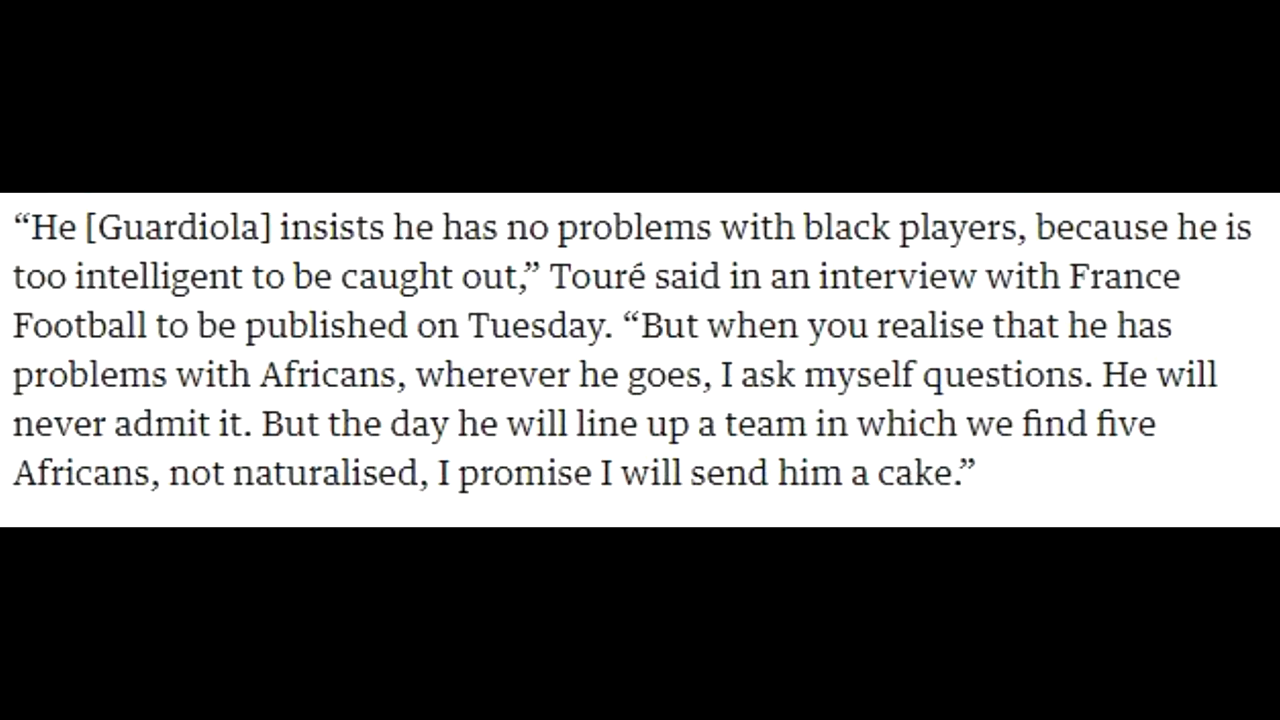 “He [Guardiola] insists he has no problems with black players, because he is
too intelligent to be caught out,” Touré said in an interview with France
Football to be published on Tuesday. “But when you realise that he has
problems with Africans, wherever he goes, I ask myself questions. He will
never admit it. But the day he will line up a team in which we find five
Africans, not naturalised, I promise I will send him a cake.”